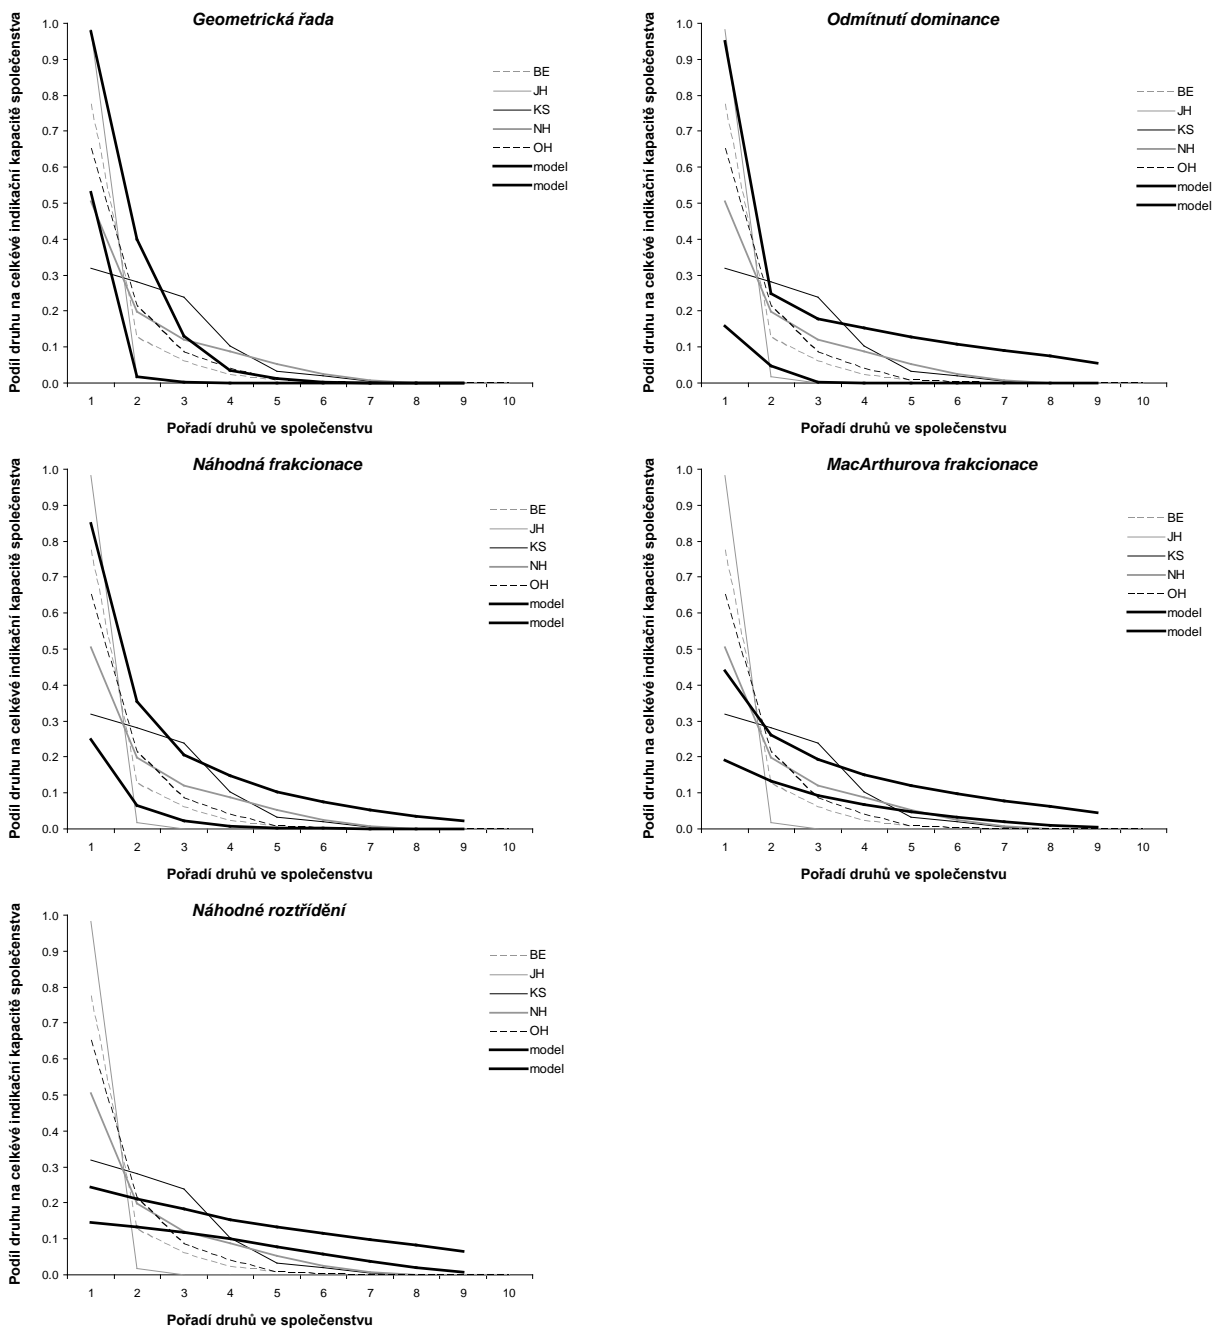 Geometrická řada
Podíl druhu na celkévé indikační kapacitě společenstva
1.0
0.9
0.8
0.7
0.6
0.5
0.4
0.3
0.2
0.1
0.0
1 2 3 4 5 6 7 8 9 10
Pořadí druhů ve společenstvu
BE
JH
KS
NH
OH
model
model
Odmítnutí dominance
Podíl druhu na celkévé indikační kapacitě společenstva
1.0
0.9
0.8
0.7
0.6
0.5
0.4
0.3
0.2
0.1
0.0
1 2 3 4 5 6 7 8 9 10
Pořadí druhů ve společenstvu
BE
JH
KS
NH
OH
model
model
Náhodná frakcionace
Podíl druhu na celkévé indikační kapacitě společenstva
1.0
0.9
0.8
0.7
0.6
0.5
0.4
0.3
0.2
0.1
0.0
1 2 3 4 5 6 7 8 9 10
Pořadí druhů ve společenstvu
BE
JH
KS
NH
OH
model
model
MacArthurova frakcionace
Podíl druhu na celkévé indikační kapacitě společenstva
1.0
0.9
0.8
0.7
0.6
0.5
0.4
0.3
0.2
0.1
0.0
1 2 3 4 5 6 7 8 9 10
Pořadí druhů ve společenstvu
BE
JH
KS
NH
OH
model
model
Náhodné roztřídění
Podíl druhu na celkévé indikační kapacitě společenstva
1.0
0.9
0.8
0.7
0.6
0.5
0.4
0.3
0.2
0.1
0.0
1 2 3 4 5 6 7 8 9 10
Pořadí druhů ve společenstvu
BE
JH
KS
NH
OH
model
model